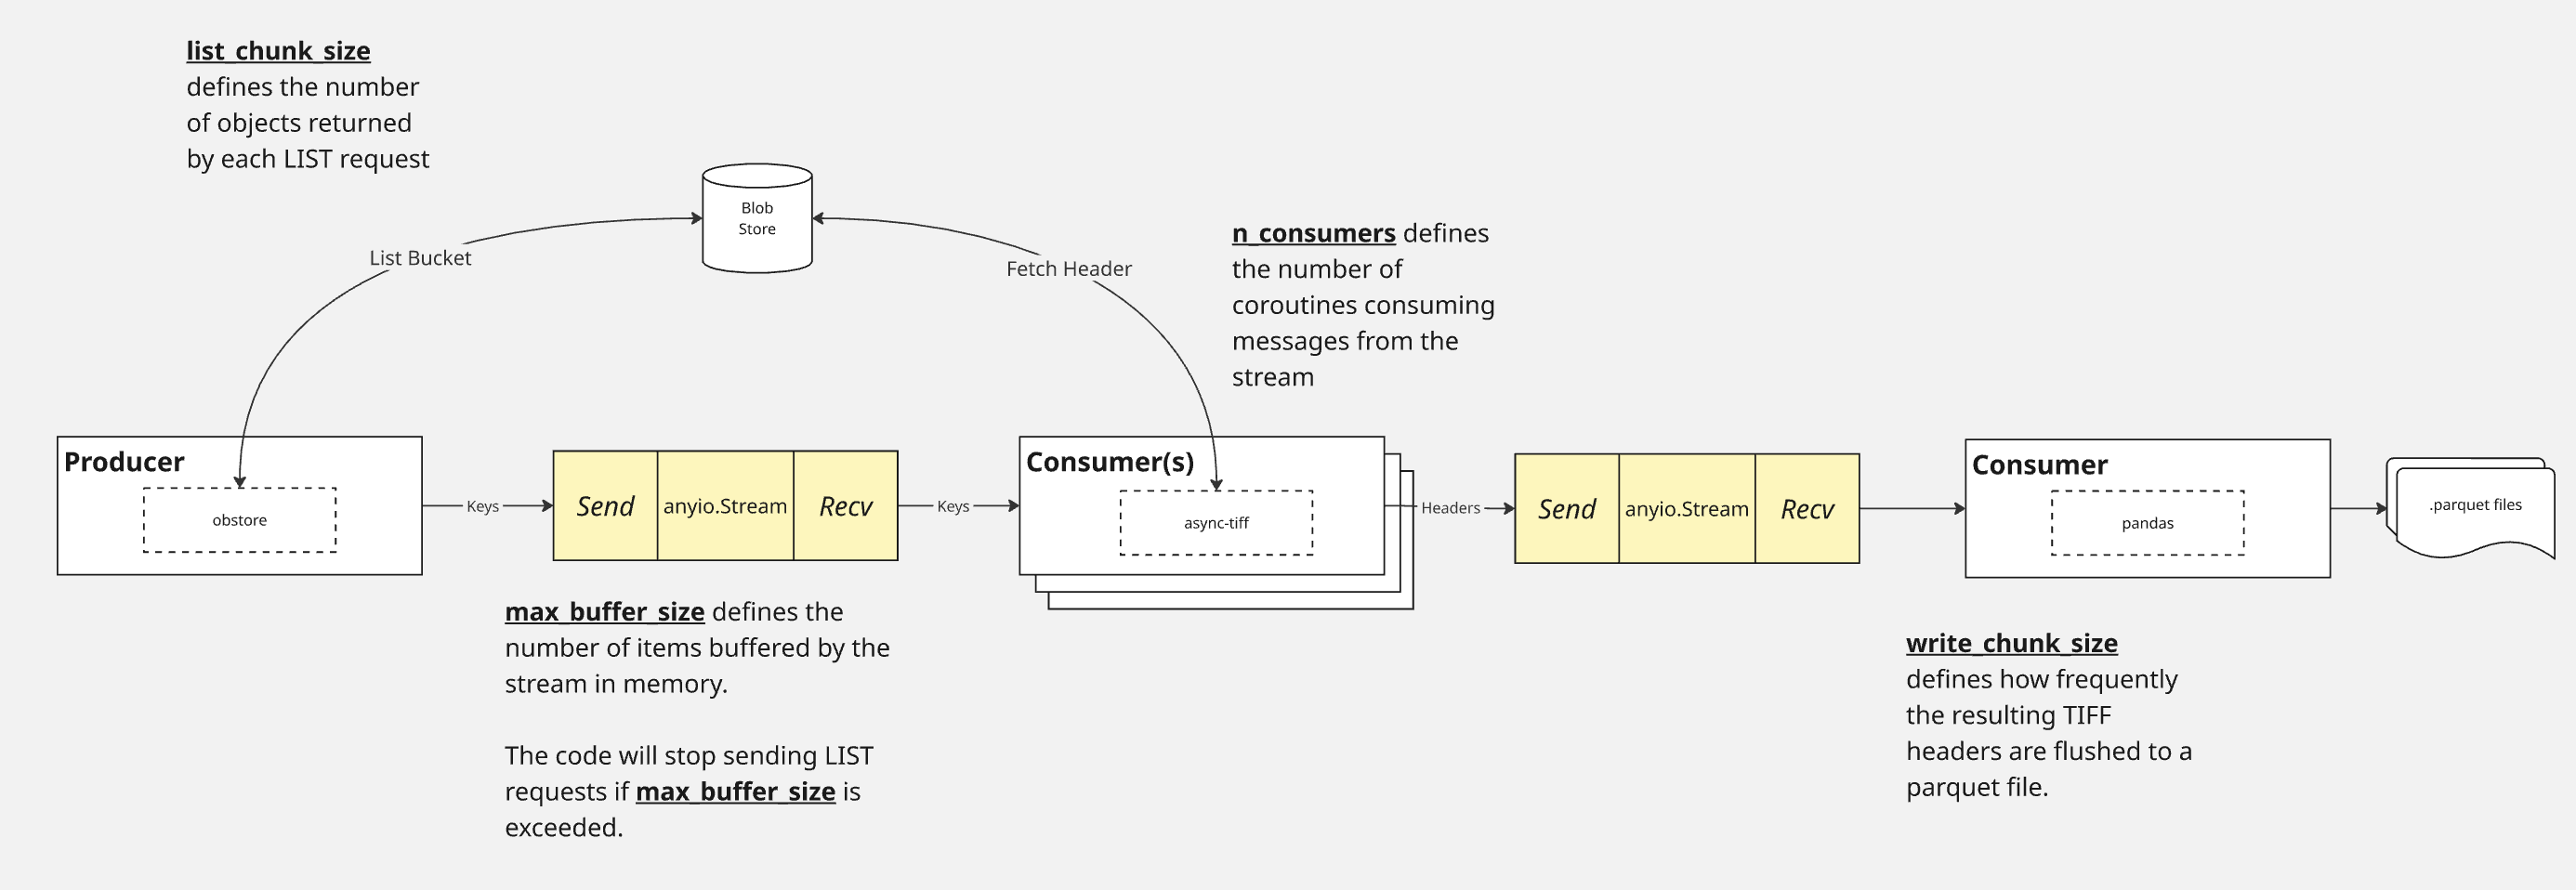 list_chunk_size
defines the number
of objects returned
by each LIST request
Blob
Store
List Bucket
Fetch Header
n_consumers defines
the number of
coroutines consuming
messages from the
stream
Producer
obstore
Keys
Send
anyio.Stream
Recv
Keys
Consumer(s)
async-tiff
Headers
Send
anyio.Stream
Recv
Consumer
pandas
.parquet files
max_buffer_size defines the
number of items buffered by the
stream in memory.
The code will stop sending LIST
requests if max_buffer_size is
exceeded.
write_chunk_size
defines how frequently
the resulting TIFF
headers are flushed to a
parquet file.